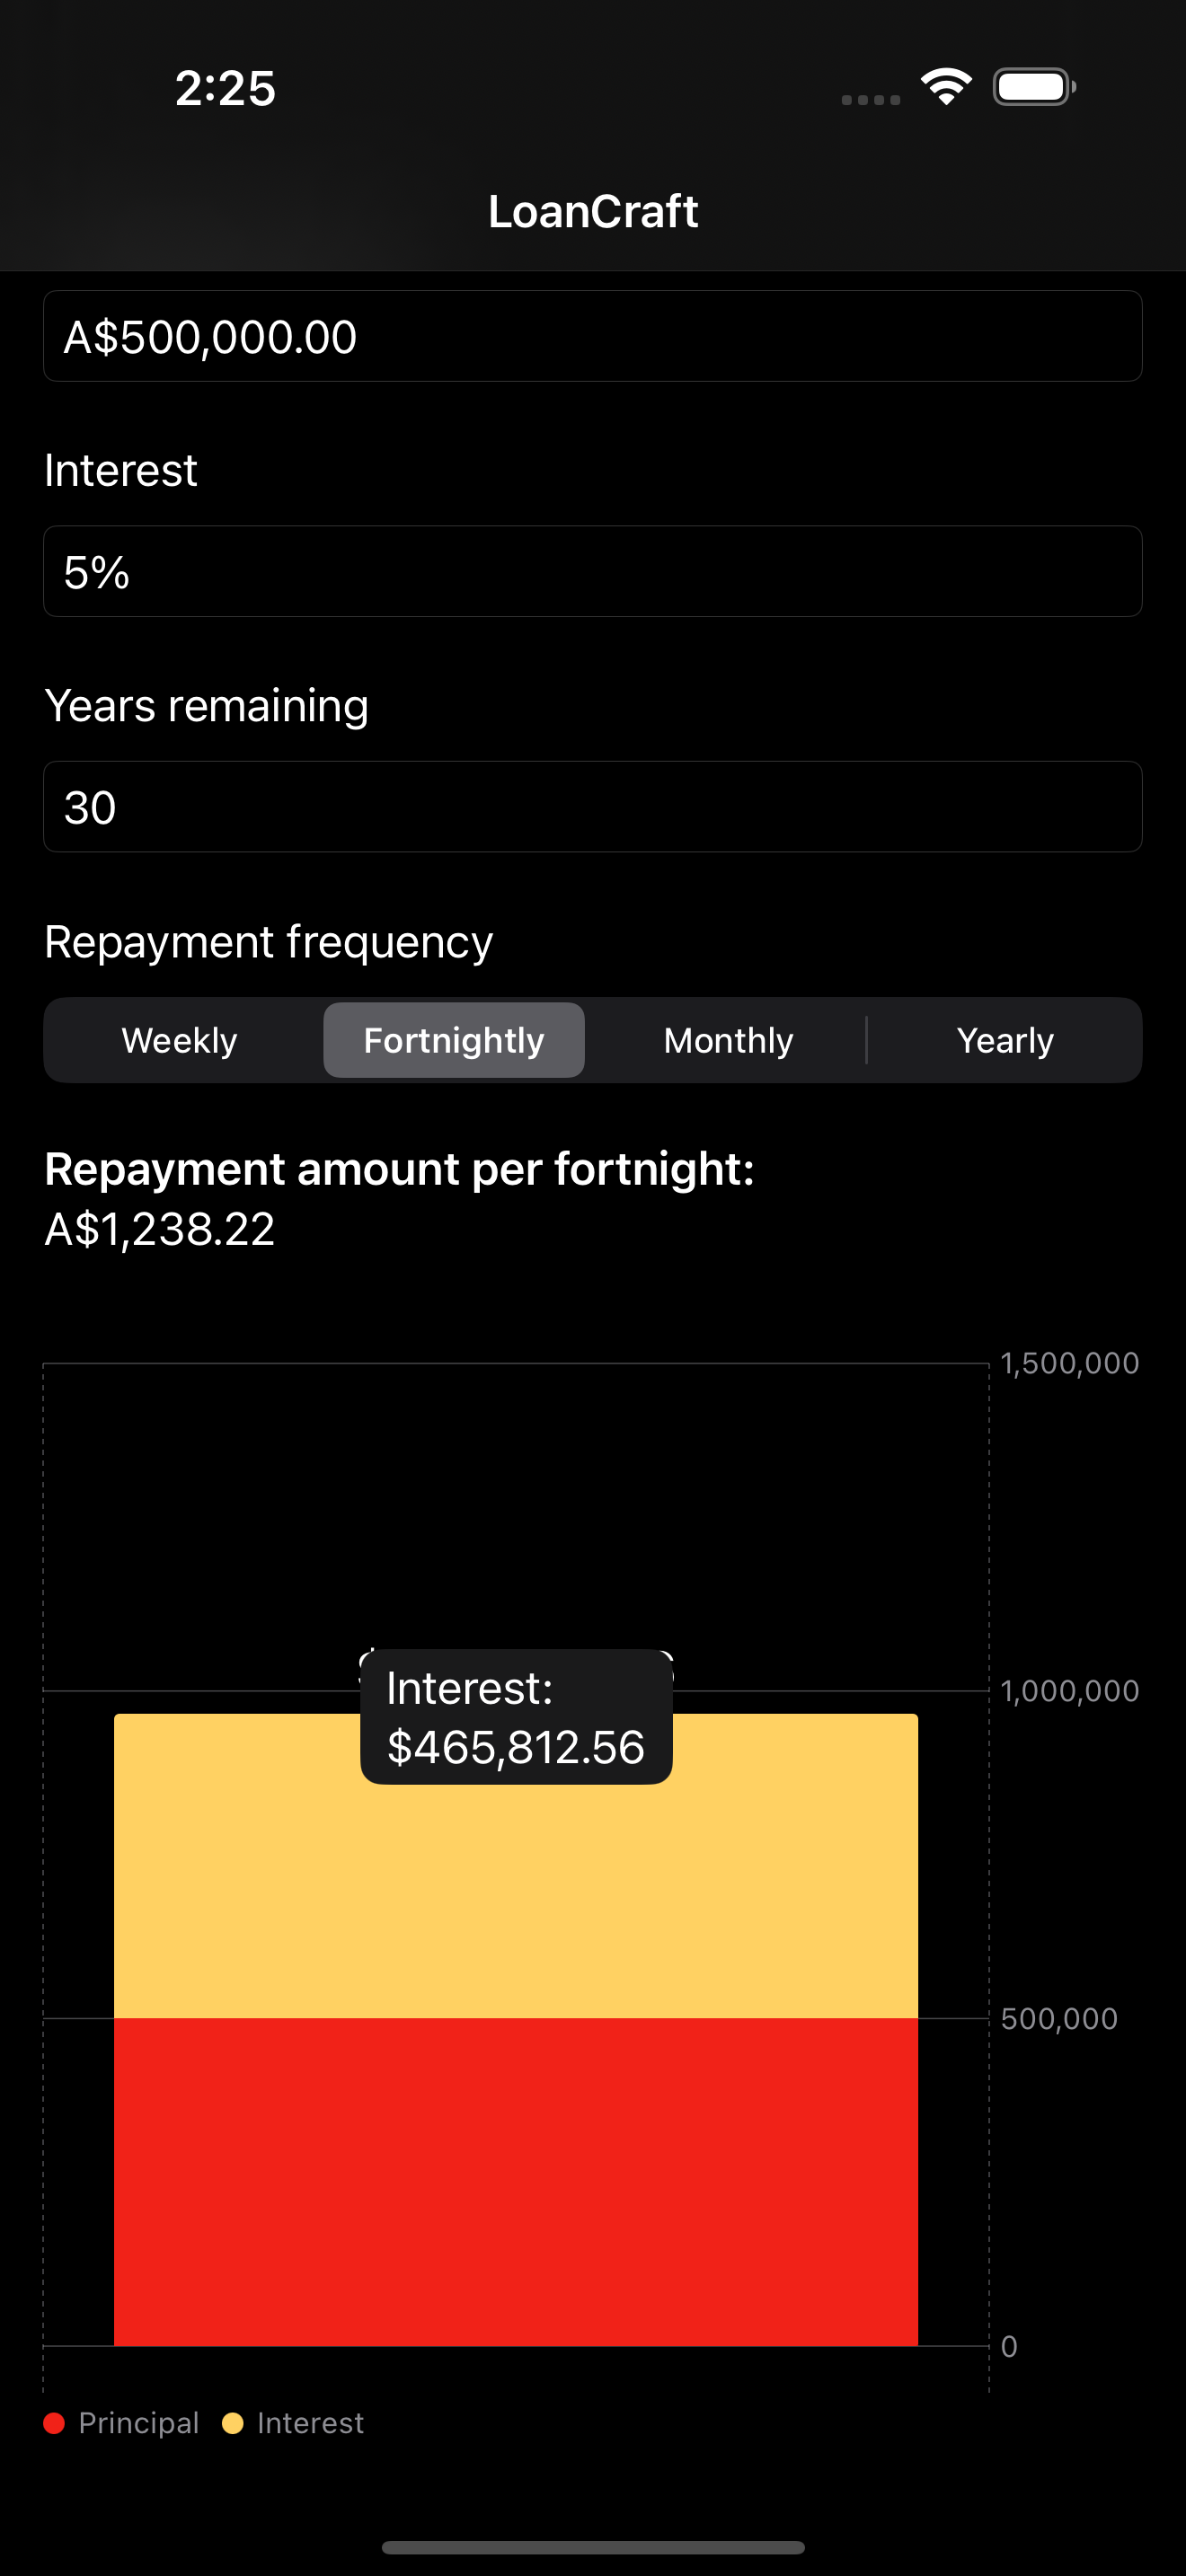 2:25
LoanCraft
A$500,000.00
Interest
5%
Years remaining
30
Repayment frequency
Weekly
Fortnightly
Monthly
Yearly
Repayment amount per fortnight:
A$1,238.22
1,500,000
1,000,000
Interest:
$465,812.56
500,000
0
Principal
Interest